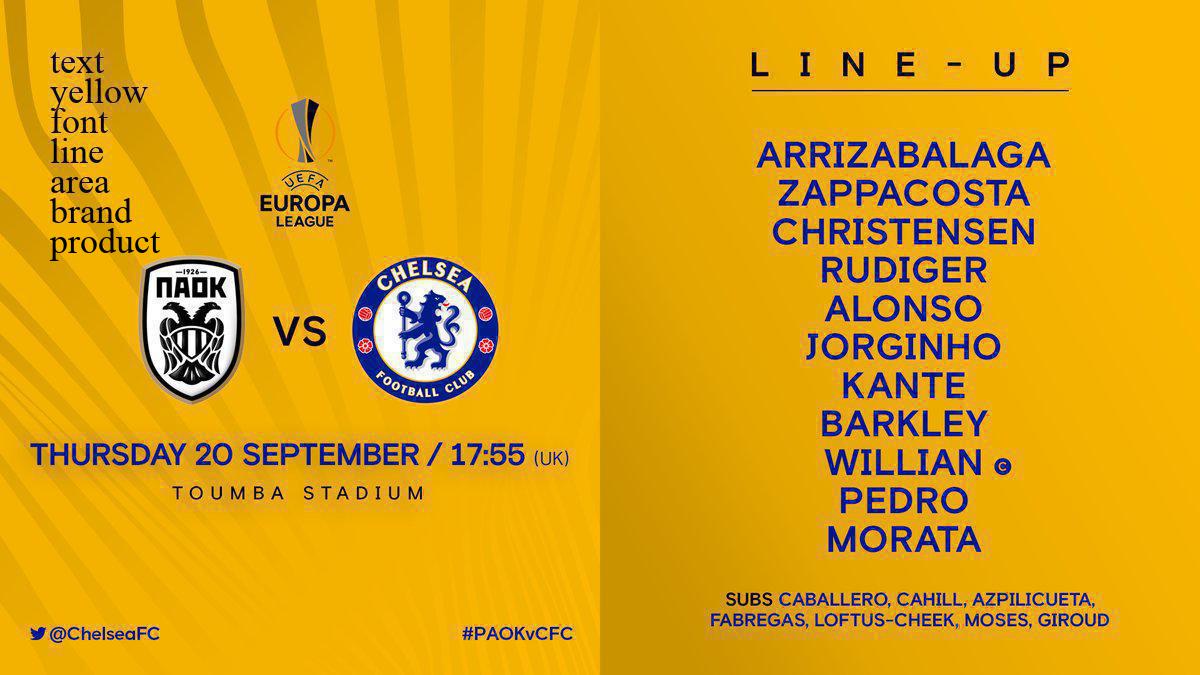 text
yellow
font
line
area
brand
product
UEFA
EUROPA
LEAGUE
™
1926
ΠΑΟΚ
VS
CHELSEA
FOOTBALL CLUB
THURSDAY 20 SEPTEMBER / 17:55 (UK)
TOUMBA STADIUM
@ChelseaFC
#PAOKvCFC
LINE-UP
ARRIZABALAGA
ZAPPACOSTA
CHRISTENSEN
RUDIGER
ALONSO
JORGINHO
KANTE
BARKLEY
WILLIAN ©
PEDRO
MORATA
SUBS CABALLERO, CAHILL, AZPILICUETA,
FABREGAS, LOFTUS-CHEEK, MOSES, GIROUD